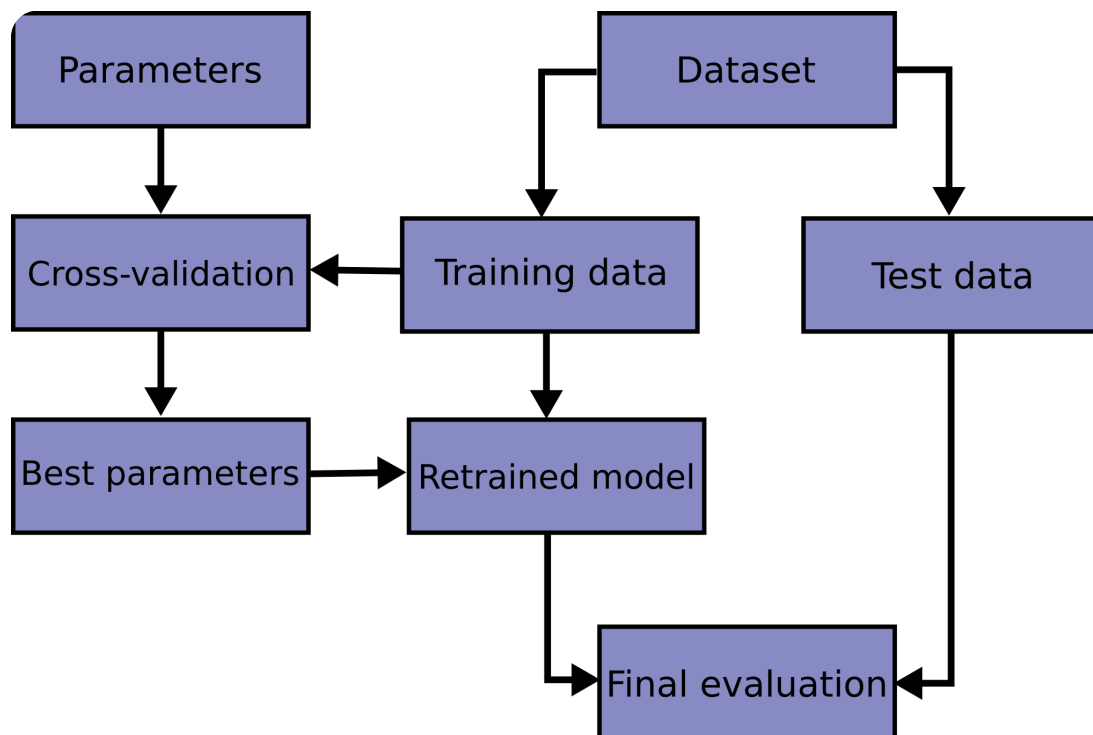 Parameters
Dataset
Cross-validation
Training data
Test data
Best parameters
Retrained model
Final evaluation